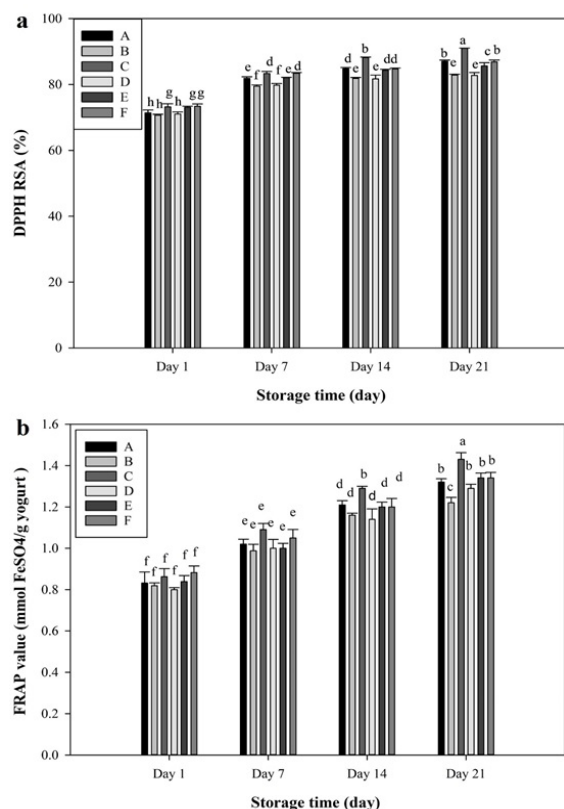 a
100
80
60
40
20
0
DPPH RSA (%)
A
B
C
D
E
F
h h g h g g
e f d f e d
d e c e d d
b e a e c b
Day 1 Day 7 Day 14 Day 21
Storage time (day)
b
1.6
1.4
1.2
1.0
0.8
0.6
0.4
0.2
0.0
FRAP value (mmol FeSO4/g yogurt )
A
B
C
D
E
F
f f f f f f
e e e e e e
d d b d d d
b c a b b b
Day 1 Day 7 Day 14 Day 21
Storage time (day)